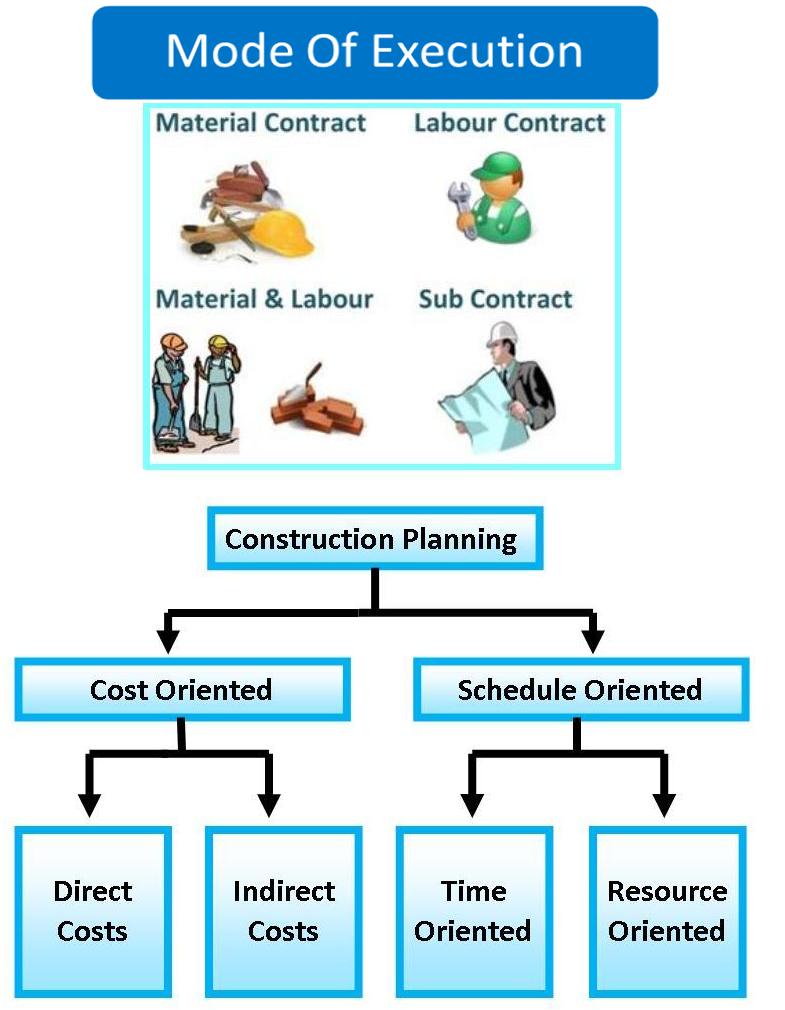 Mode Of Execution
Material Contract
Labour Contract
Material & Labour
Sub Contract
Construction Planning
Cost Oriented
Schedule Oriented
Direct
Costs
Indirect
Costs
Time
Oriented
Resource
Oriented